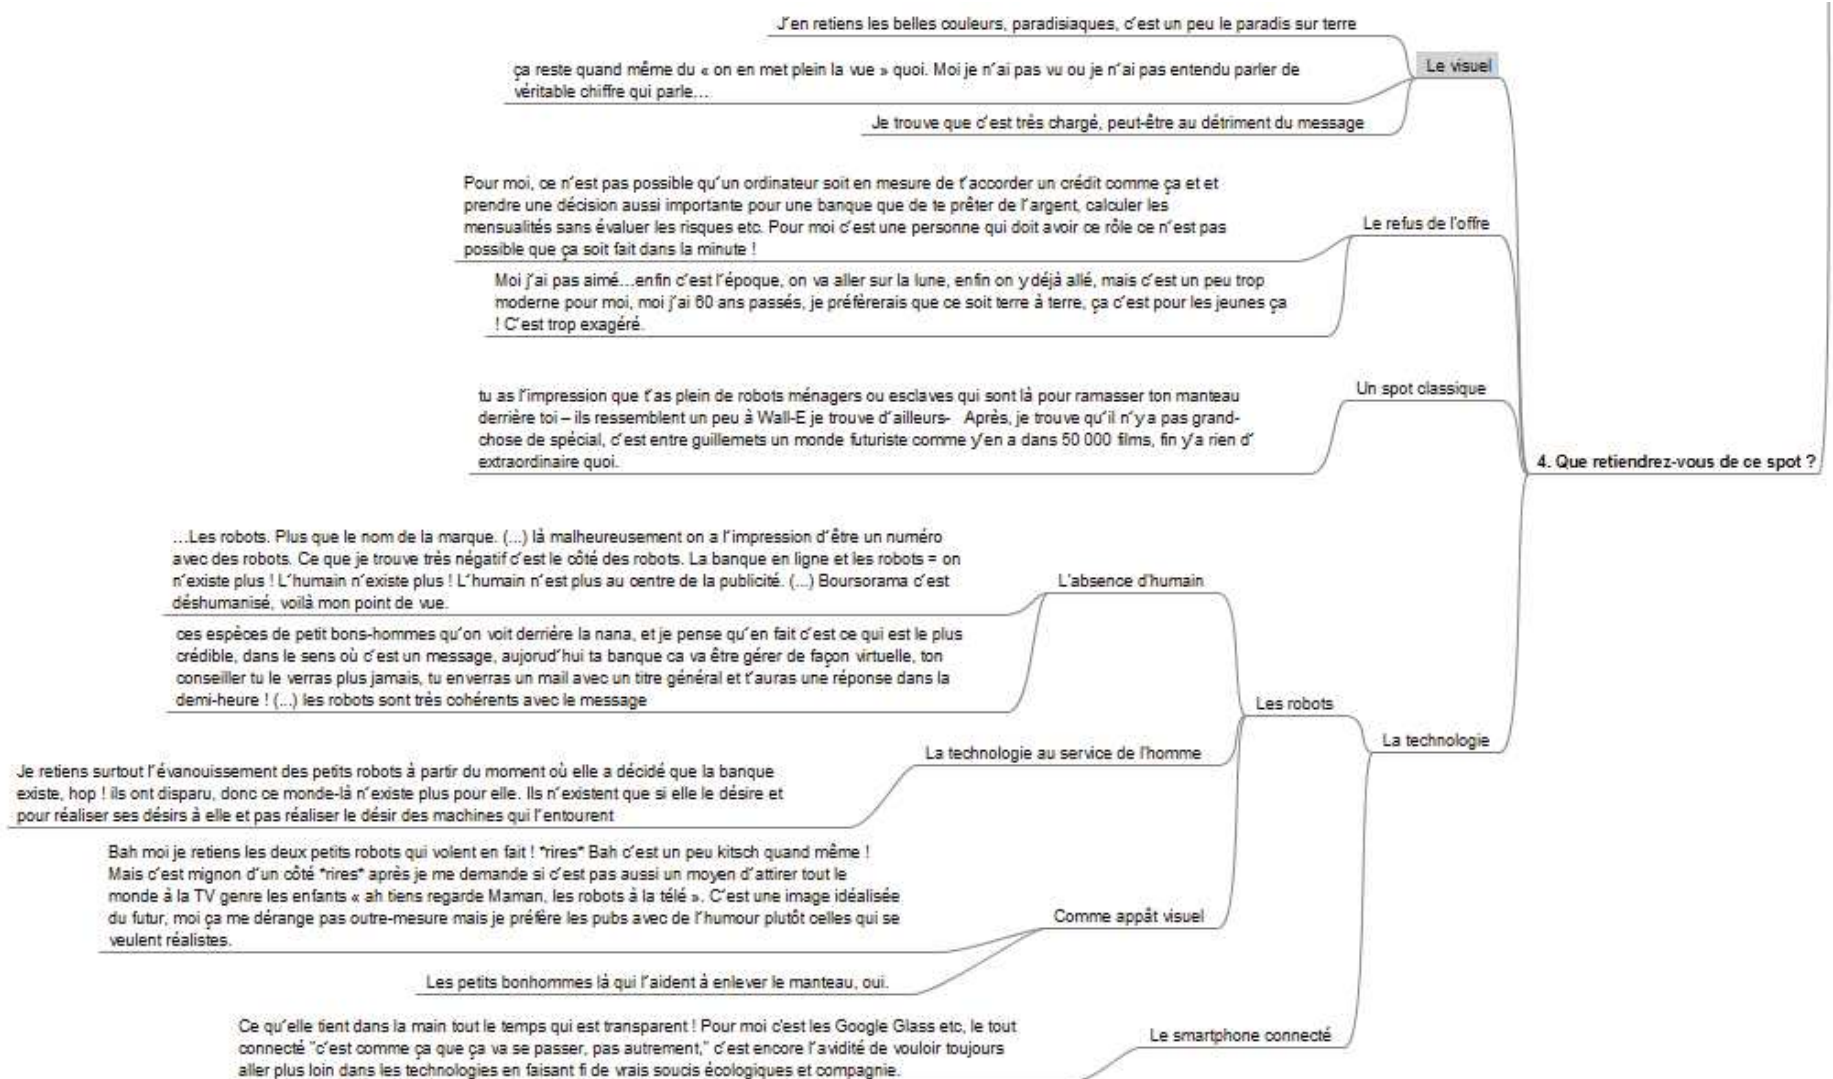 J'en retiens les belles couleurs, paradisiaques, c'est un peu le paradis sur terre
ça reste quand même du « on en met plein la vue » quoi. Moi je n'ai pas vu ou je n'ai pas entendu parler de
véritable chiffre qui parle…
Je trouve que c'est très chargé, peut-être au détriment du message
Le visuel
Pour moi, ce n'est pas possible qu'un ordinateur soit en mesure de t'accorder un crédit comme ça et et
prendre une décision aussi importante pour une banque que de te prêter de l'argent, calculer les
mensualités sans évaluer les risques etc. Pour moi c'est une personne qui doit avoir ce rôle ce n'est pas
possible que ça soit fait dans la minute !
Moi j'ai pas aimé…enfin c'est l'époque, on va aller sur la lune, enfin on y déjà allé, mais c'est un peu trop
moderne pour moi, moi j'ai 60 ans passés, je préfèrerais que ce soit terre à terre, ça c'est pour les jeunes ça
! C'est trop exagéré.
Le refus de l'offre
tu as l'impression que t'as plein de robots ménagers ou esclaves qui sont là pour ramasser ton manteau
derrière toi – ils ressemblent un peu à Wall-E je trouve d'ailleurs- Après, je trouve qu'il n'y a pas grand-
chose de spécial, c'est entre guillemets un monde futuriste comme y'en a dans 50 000 films, fin y'a rien d'
extraordinaire quoi.
Un spot classique
4. Que retiendrez-vous de ce spot ?
…Les robots. Plus que le nom de la marque. (...) là malheureusement on a l'impression d'être un numéro
avec des robots. Ce que je trouve très négatif c'est le côté des robots. La banque en ligne et les robots = on
n'existe plus ! L'humain n'existe plus ! L'humain n'est plus au centre de la publicité. (...) Boursorama c'est
déshumanisé, voilà mon point de vue.
L'absence d'humain
ces espèces de petit bons-hommes qu'on voit derrière la nana, et je pense qu'en fait c'est ce qui est le plus
crédible, dans le sens où c'est un message, aujorud'hui ta banque ca va être gérer de façon virtuelle, ton
conseiller tu le verras plus jamais, tu enverras un mail avec un titre général et t'auras une réponse dans la
demi-heure ! (...) les robots sont très cohérents avec le message
Les robots
La technologie
La technologie au service de l'homme
Je retiens surtout l'évanouissement des petits robots à partir du moment où elle a décidé que la banque
existe, hop ! ils ont disparu, donc ce monde-là n'existe plus pour elle. Ils n'existent que si elle le désire et
pour réaliser ses désirs à elle et pas réaliser le désir des machines qui l'entourent
Bah moi je retiens les deux petits robots qui volent en fait ! *rires* Bah c'est un peu kitsch quand même !
Mais c'est mignon d'un côté *rires* après je me demande si c'est pas aussi un moyen d'attirer tout le
monde à la TV genre les enfants « ah tiens regarde Maman, les robots à la télé ». C'est une image idéalisée
du futur, moi ça me dérange pas outre-mesure mais je préfère les pubs avec de l'humour plutôt celles qui se
veulent réalistes.
Comme appât visuel
Les petits bonhommes là qui l'aident à enlever le manteau, oui.
Ce qu'elle tient dans la main tout le temps qui est transparent ! Pour moi c'est les Google Glass etc, le tout
connecté "c'est comme ça que ça va se passer, pas autrement," c'est encore l'avidité de vouloir toujours
aller plus loin dans les technologies en faisant fi de vrais soucis écologiques et compagnie.
Le smartphone connecté